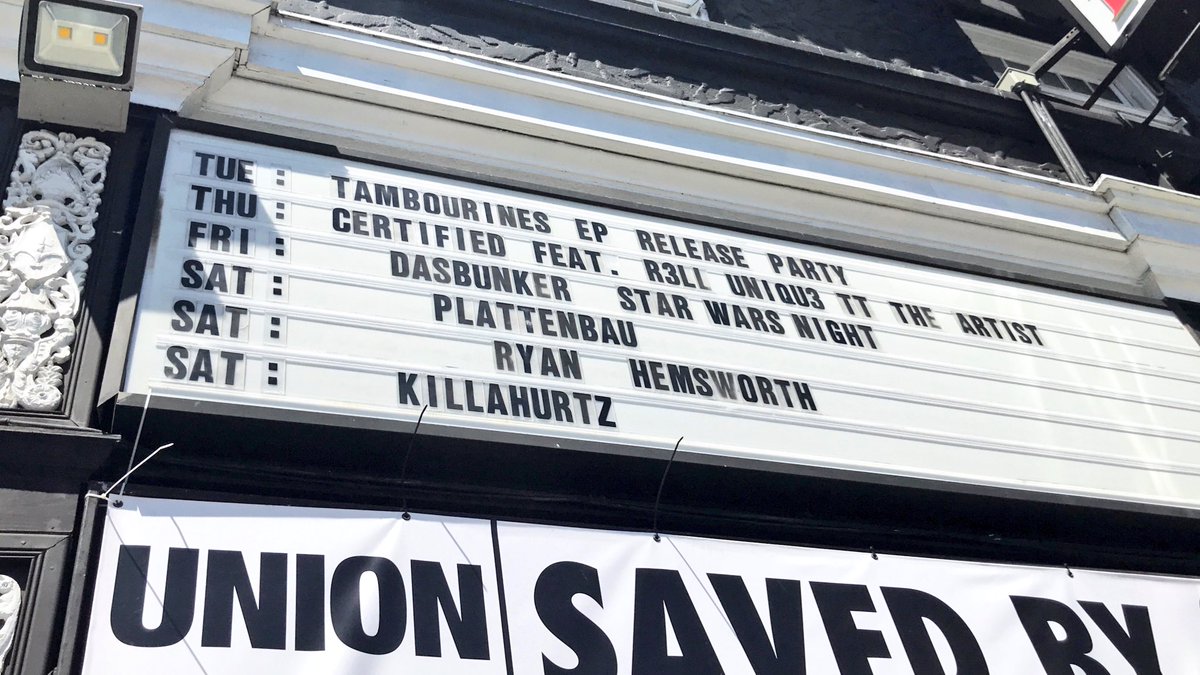 TUE: TAMBOURINES EP RELEASE PARTY
THU: CERTIFIED FEAT. R3LL UNIQU3 TT THE ARTIST
FRI: DASBUNKER STAR WARS NIGHT
SAT: PLATTENBAU
SAT: RYAN HEMSWORTH
SAT: KILLAHURTZ
UNION
SAVED BY